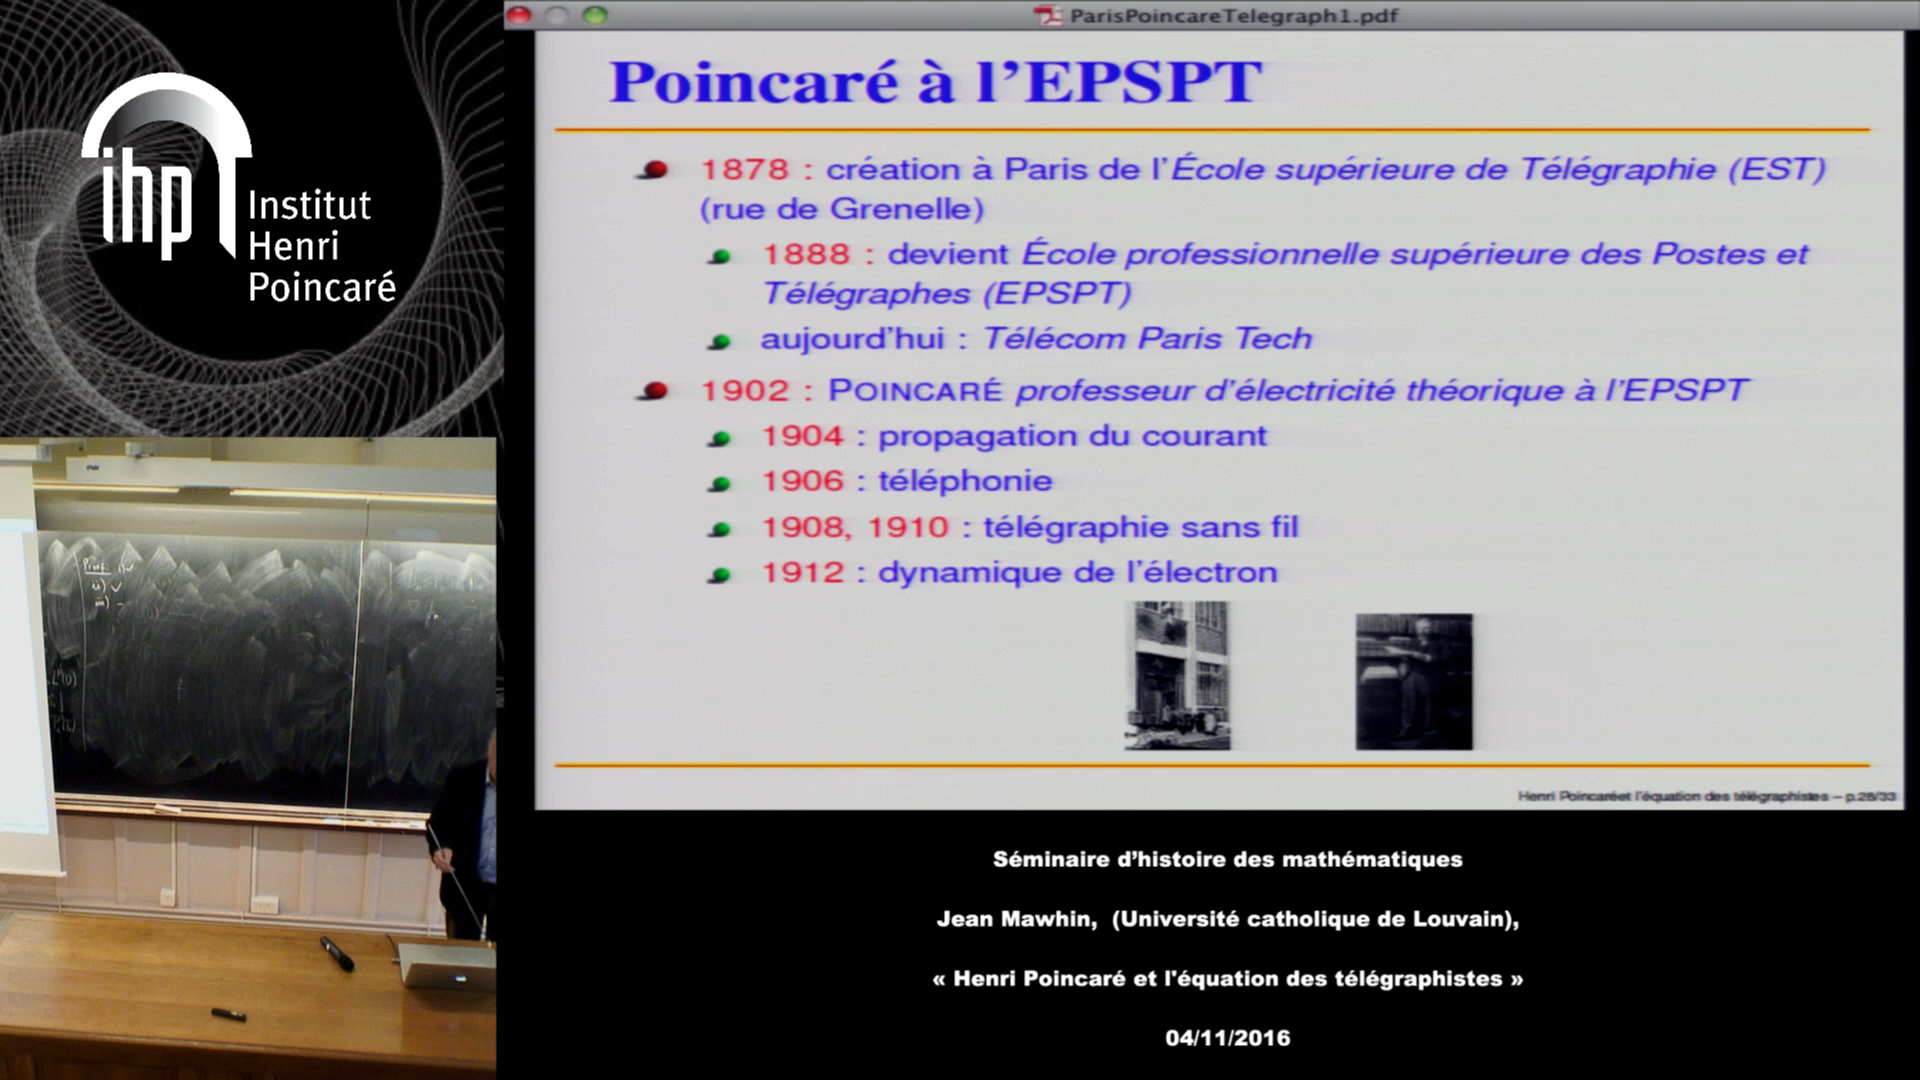 ihp
Institut
Henri
Poincaré
ParisPoincareTelegraph1.pdf
Poincaré à l'EPSPT
1878 : création à Paris de l'École supérieure de Télégraphie (EST)
(rue de Grenelle)
1888 : devient École professionnelle supérieure des Postes et
Télégraphes (EPSPT)
aujourd'hui : Télécom Paris Tech
1902 : POINCARÉ professeur d'électricité théorique à l'EPSPT
1904 : propagation du courant
1906 : téléphonie
1908, 1910 : télégraphie sans fil
1912 : dynamique de l'électron
Henri Poincaréet l'équation des télégraphistes – p.28/33
Séminaire d'histoire des mathématiques
Jean Mawhin, (Université catholique de Louvain),
« Henri Poincaré et l'équation des télégraphistes »
04/11/2016